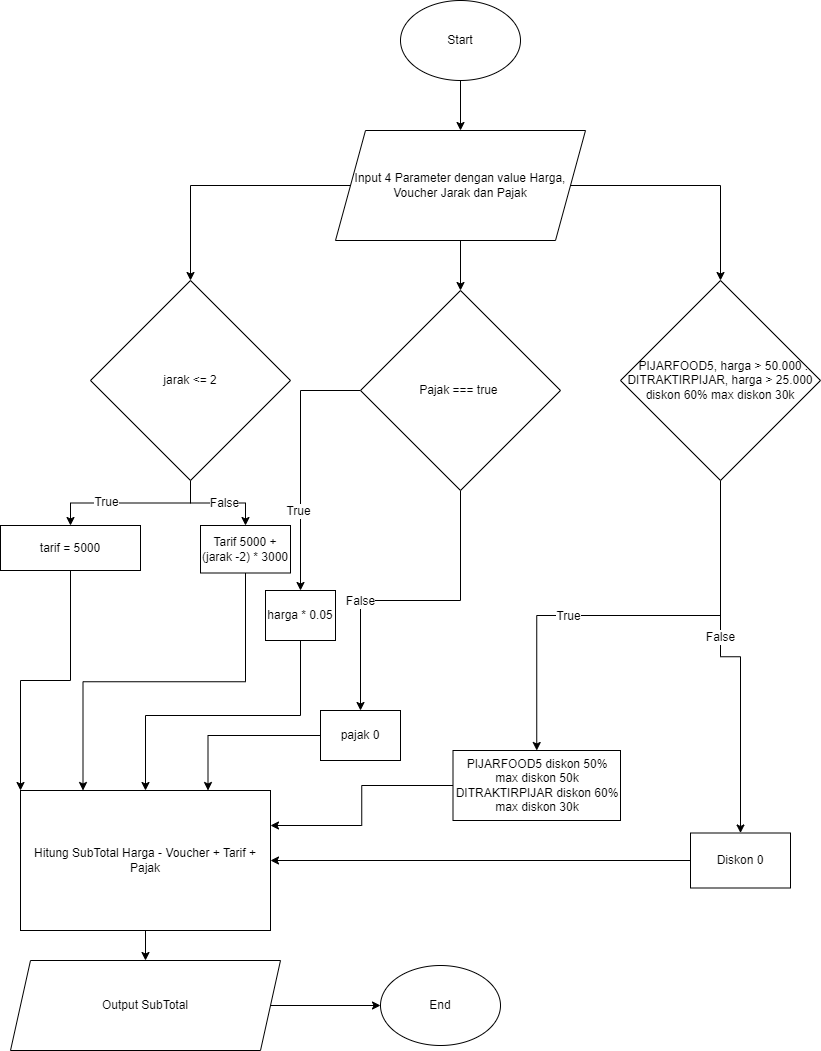 Start
Input 4 Parameter dengan value Harga,
Voucher Jarak dan Pajak
jarak <= 2
Pajak === true
PIJARFOOD5, harga > 50.000 .
DITRAKTIRPIJAR, harga > 25.000
diskon 60% max diskon 30k
True
False
tarif = 5000
Tarif 5000 +
(jarak -2) * 3000
True
False
harga * 0.05
True
False
pajak 0
PIJARFOOD5 diskon 50%
max diskon 50k
DITRAKTIRPIJAR diskon 60%
max diskon 30k
Hitung SubTotal Harga - Voucher + Tarif +
Pajak
Diskon 0
Output SubTotal
End